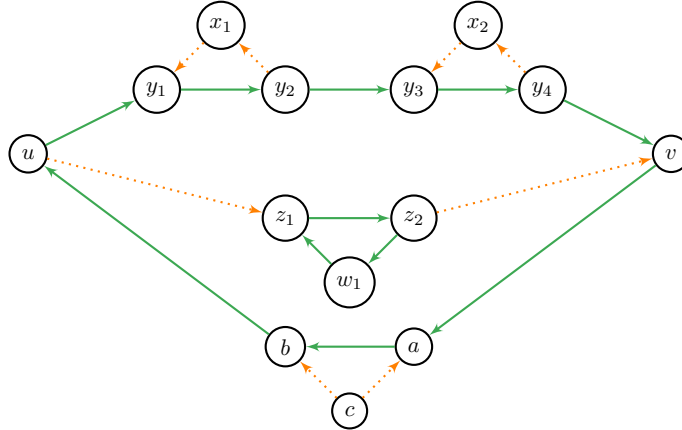 x₁ x₂
y₁ y₂ y₃ y₄
u v
z₁ z₂
w₁
b a
c